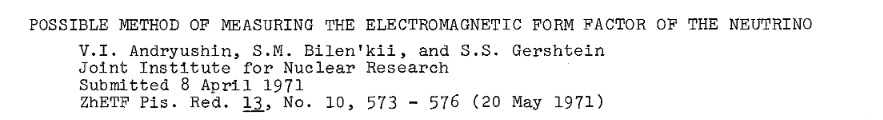 POSSIBLE METHOD OF MEASURING THE ELECTROMAGNETIC FORM FACTOR OF THE NEUTRINO
V.I. Andryushin, S.M. Bilen'kii, and S.S. Gershtein
Joint Institute for Nuclear Research
Submitted 8 April 1971
ZhETF Pis. Red. 13, No. 10, 573 - 576 (20 May 1971)